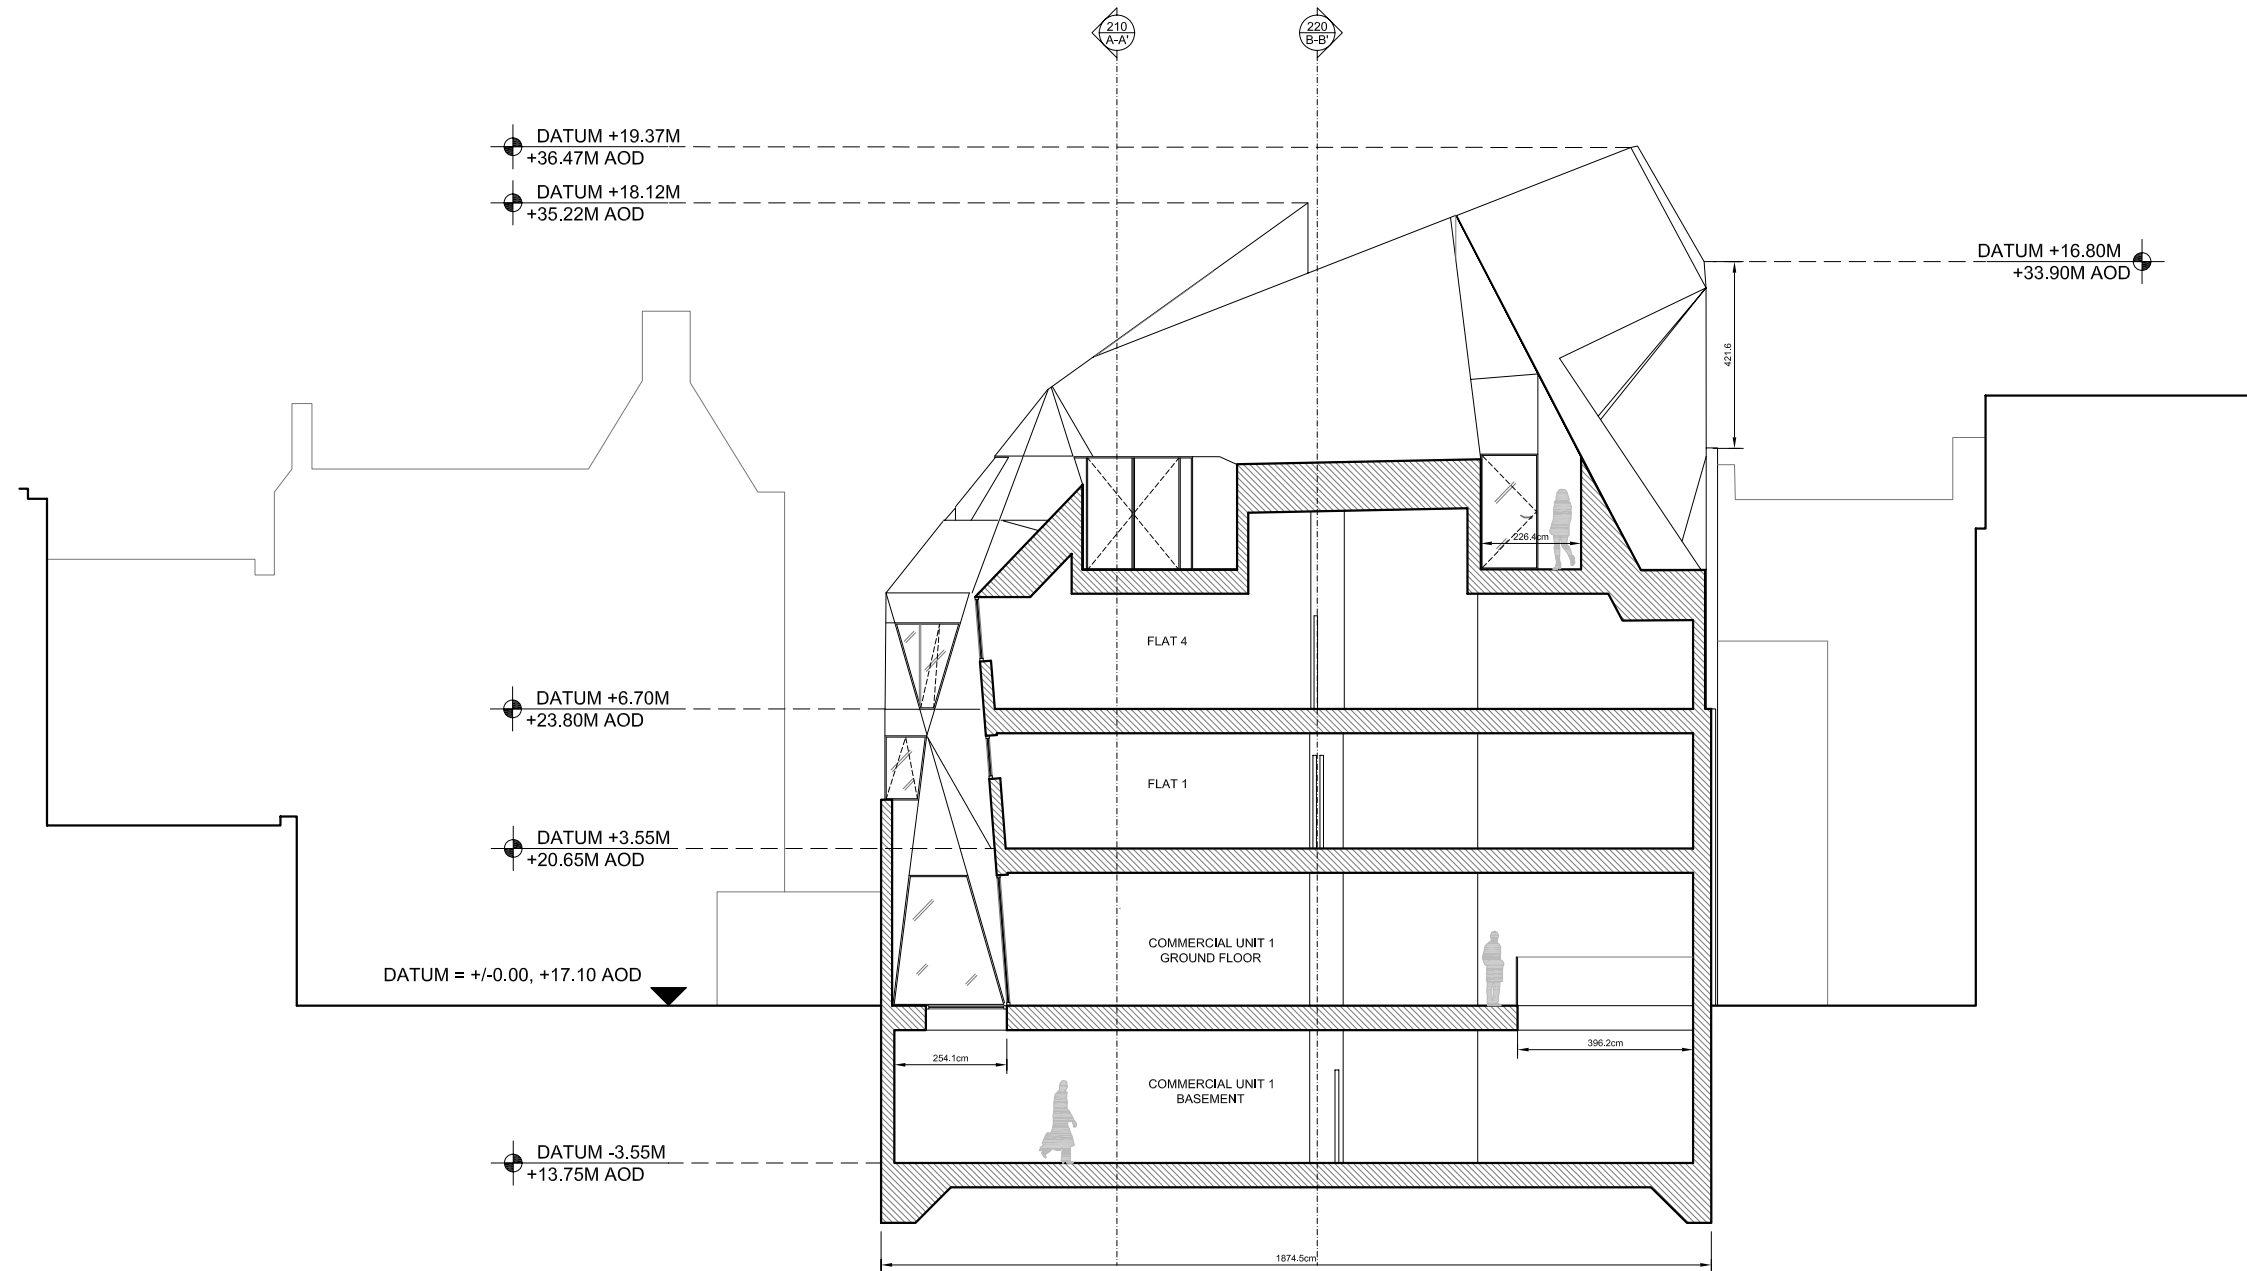 210
A-A'
220
B-B'
DATUM +19.37M
+36.47M AOD
DATUM +18.12M
+35.22M AOD
DATUM +16.80M
+33.90M AOD
421.6
226.4cm
FLAT 4
DATUM +6.70M
+23.80M AOD
FLAT 1
DATUM +3.55M
+20.65M AOD
COMMERCIAL UNIT 1
GROUND FLOOR
DATUM = +/-0.00, +17.10 AOD
396.2cm
254.1cm
COMMERCIAL UNIT 1
BASEMENT
DATUM -3.55M
+13.75M AOD
1874.5cm